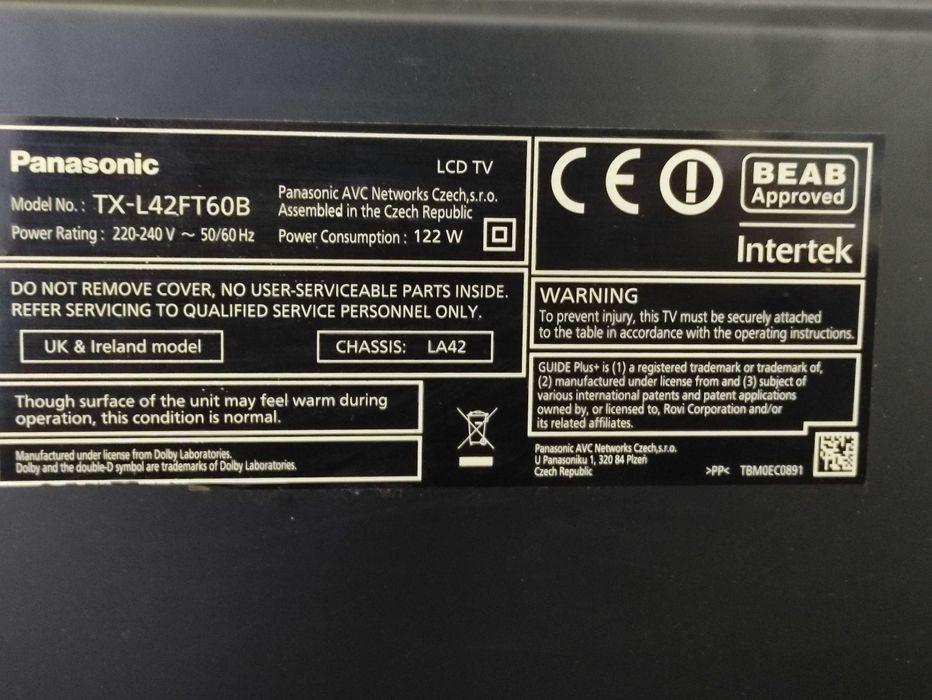 Panasonic
LCD TV
Model No. : TX-L42FT60B
Panasonic AVC Networks Czech,s.r.o.
Assembled in the Czech Republic
Power Rating : 220-240 V ~ 50/60 Hz
Power Consumption : 122 W
DO NOT REMOVE COVER, NO USER-SERVICEABLE PARTS INSIDE.
REFER SERVICING TO QUALIFIED SERVICE PERSONNEL ONLY.
UK & Ireland model
CHASSIS: LA42
Though surface of the unit may feel warm during
operation, this condition is normal.
Manufactured under license from Dolby Laboratories.
Dolby and the double-D symbol are trademarks of Dolby Laboratories.
CE
BEAB
Approved
Intertek
WARNING
To prevent injury, this TV must be securely attached
to the table in accordance with the operating instructions.
GUIDE Plus+ is (1) a registered trademark or trademark of,
(2) manufactured under license from and (3) subject of
various international patents and patent applications
owned by, or licensed to, Rovi Corporation and/or
its related affiliates.
Panasonic AVC Networks Czech,s.r.o.
U Panasoniku 1, 320 84 Plzeň
Czech Republic
>PP< TBM0EC0891